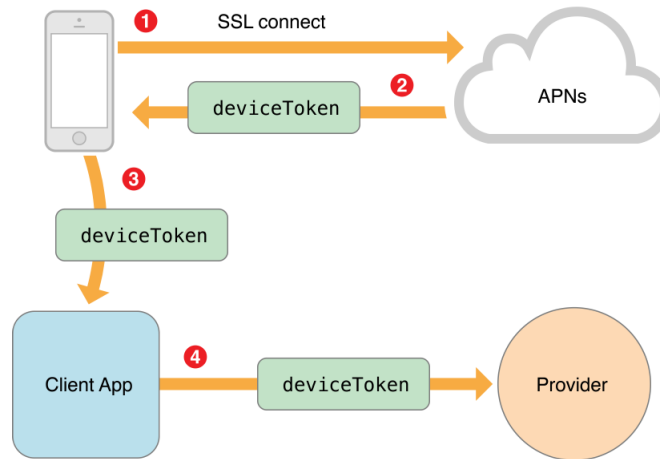 1
SSL connect
APNs
2
deviceToken
3
deviceToken
Client App
4
deviceToken
Provider